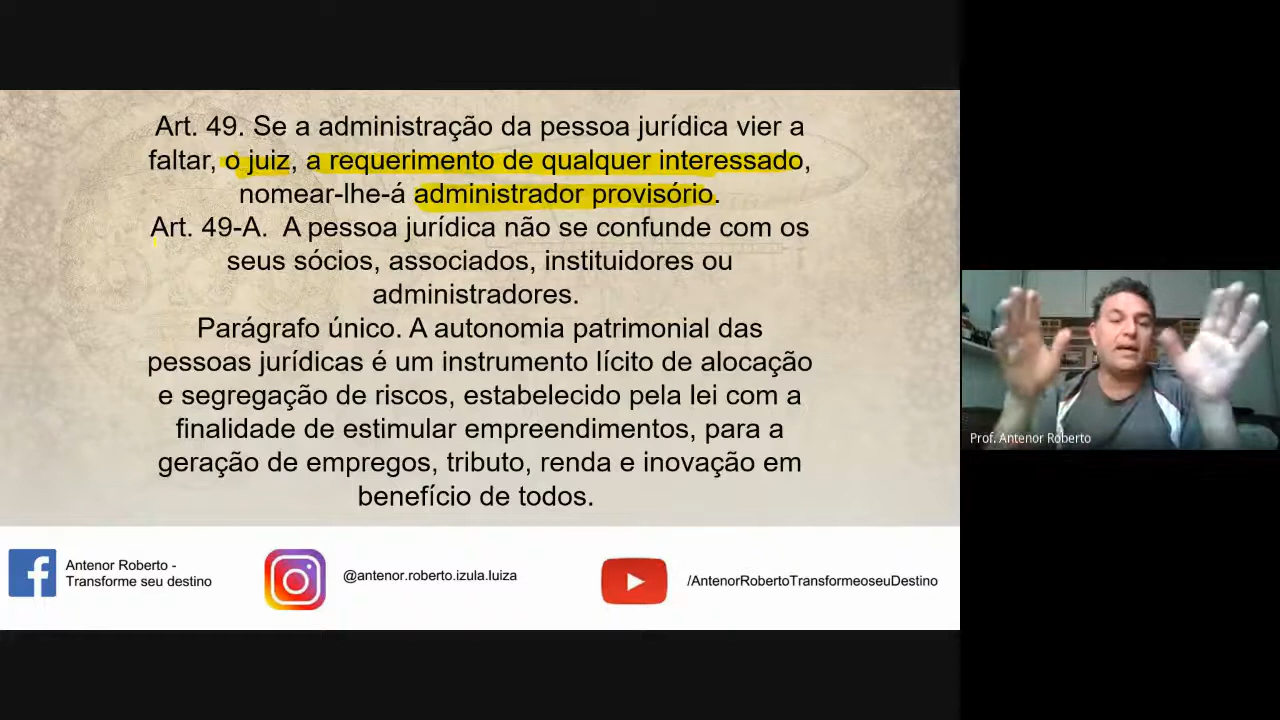 Art. 49. Se a administração da pessoa jurídica vier a
faltar, o juiz, a requerimento de qualquer interessado,
nomear-lhe-á administrador provisório.
Art. 49-A.  A pessoa jurídica não se confunde com os
seus sócios, associados, instituidores ou
administradores.
Parágrafo único. A autonomia patrimonial das
pessoas jurídicas é um instrumento lícito de alocação
e segregação de riscos, estabelecido pela lei com a
finalidade de estimular empreendimentos, para a
geração de empregos, tributo, renda e inovação em
benefício de todos.
Prof. Antenor Roberto
Antenor Roberto -
Transforme seu destino
@antenor.roberto.izula.luiza
/AntenorRobertoTransformeoseuDestino